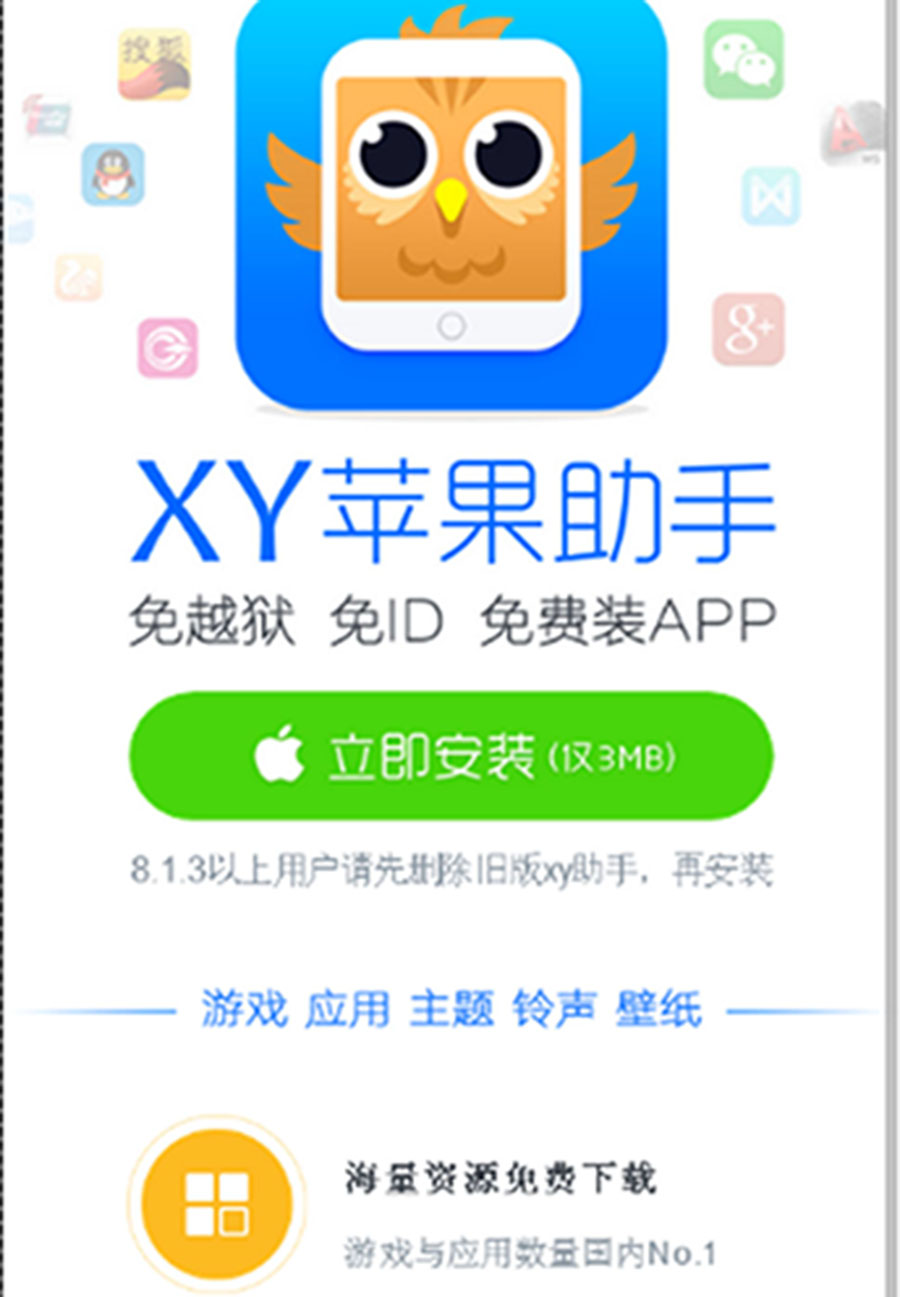 搜狐
8+
XY苹果助手
免越狱 免ID 免费装APP
立即安装(仅3MB)
8.1.3以上用户请先删除旧版xy助手，再安装
游戏 应用 主题 铃声 壁纸
海量资源免费下载
游戏与应用数量国内No.1